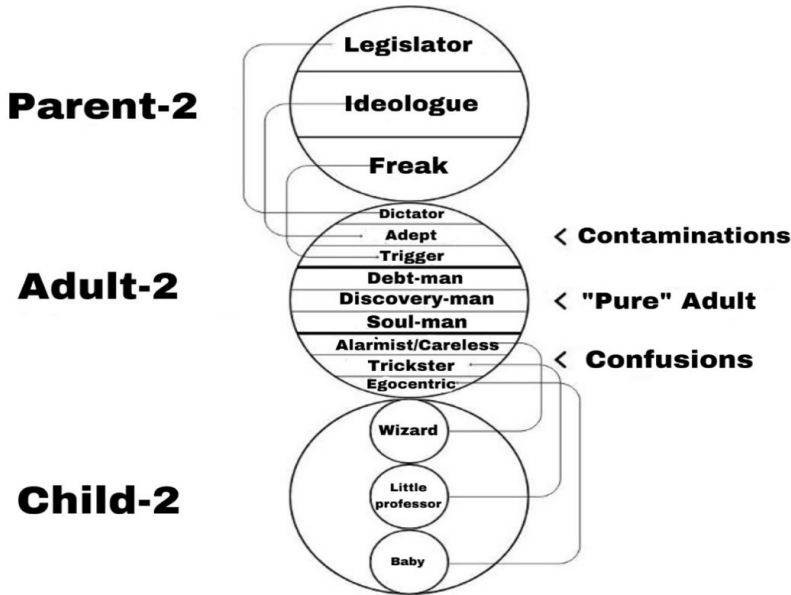 Legislator
Parent-2
Ideologue
Freak
Dictator
Adept
< Contaminations
Trigger
Adult-2
Debt-man
Discovery-man
< "Pure" Adult
Soul-man
Alarmist/Careless
Trickster
< Confusions
Egocentric
Wizard
Child-2
Little
professor
Baby